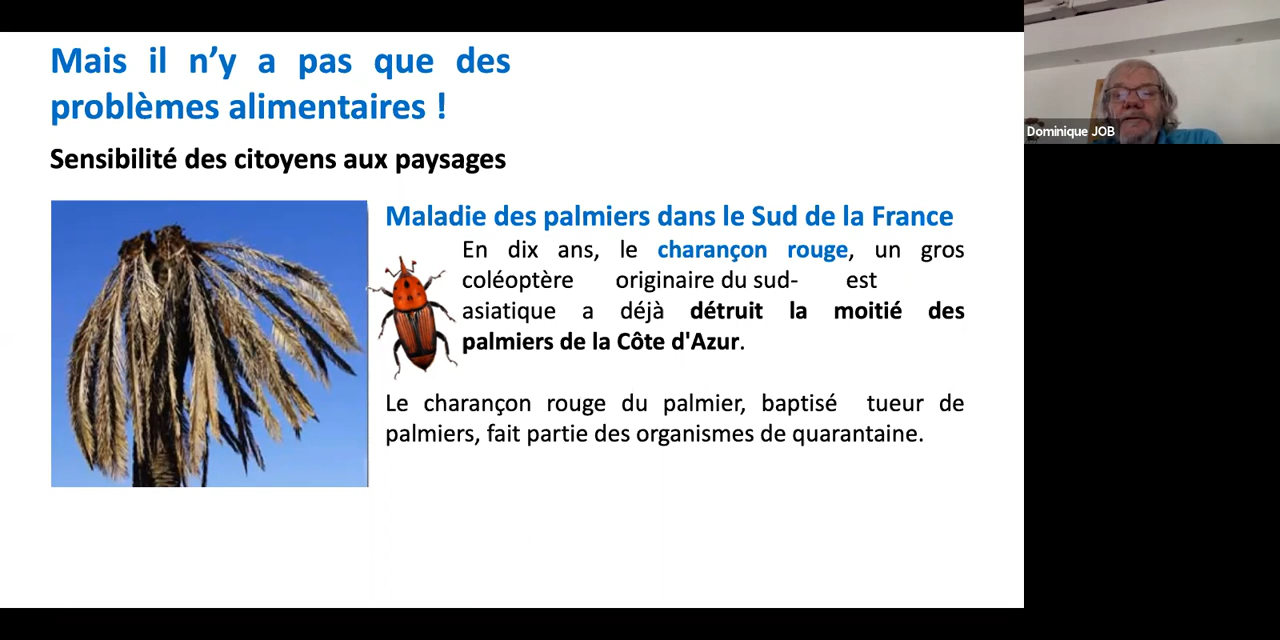 Mais il n’y a pas que des
problèmes alimentaires !
Sensibilité des citoyens aux paysages
Maladie des palmiers dans le Sud de la France
En dix ans, le charançon rouge, un gros
coléoptère originaire du sud- est
asiatique a déjà détruit la moitié des
palmiers de la Côte d'Azur.
Le charançon rouge du palmier, baptisé tueur de
palmiers, fait partie des organismes de quarantaine.
Dominique JOB